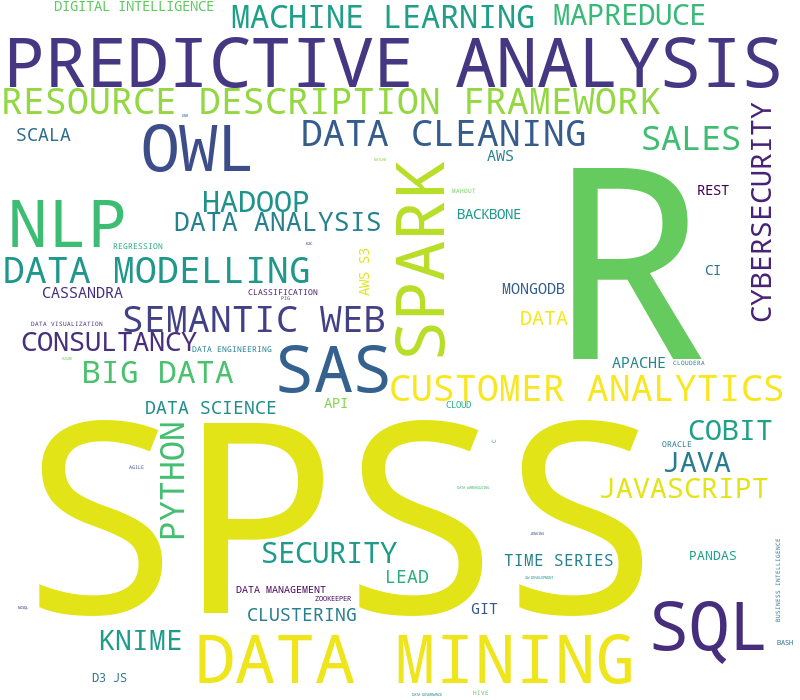 DIGITAL INTELLIGENCE
MACHINE LEARNING
MAPREDUCE
PREDICTIVE ANALYSIS
RESOURCE DESCRIPTION FRAMEWORK
SCALA
OWL
DATA CLEANING
SALES
AWS
CYBERSECURITY
MAHOUT
REST
NLP
HADOOP
DATA ANALYSIS
SPARK
BACKBONE
R
REGRESSION
DATA MODELLING
AWS S3
CI
CASSANDRA
CLASSIFICATION
PIG
MONGODB
SEMANTIC WEB
DATA
DATA VISUALIZATION
CONSULTANCY
DATA ENGINEERING
SAS
APACHE
CLOUDERA
BIG DATA
CUSTOMER ANALYTICS
DATA SCIENCE
API
CLOUD
SPSS
PYTHON
COBIT
ORACLE
JAVA
AGILE
JAVASCRIPT
DATA WAREHOUSING
SECURITY
TIME SERIES
PANDAS
LEAD
BUSINESS INTELLIGENCE
DATA MANAGEMENT
ZOOKEEPER
CLUSTERING
GIT
SQL
KNIME
DATA MINING
BASH
D3 JS
DATA GOVERNANCE
HIVE